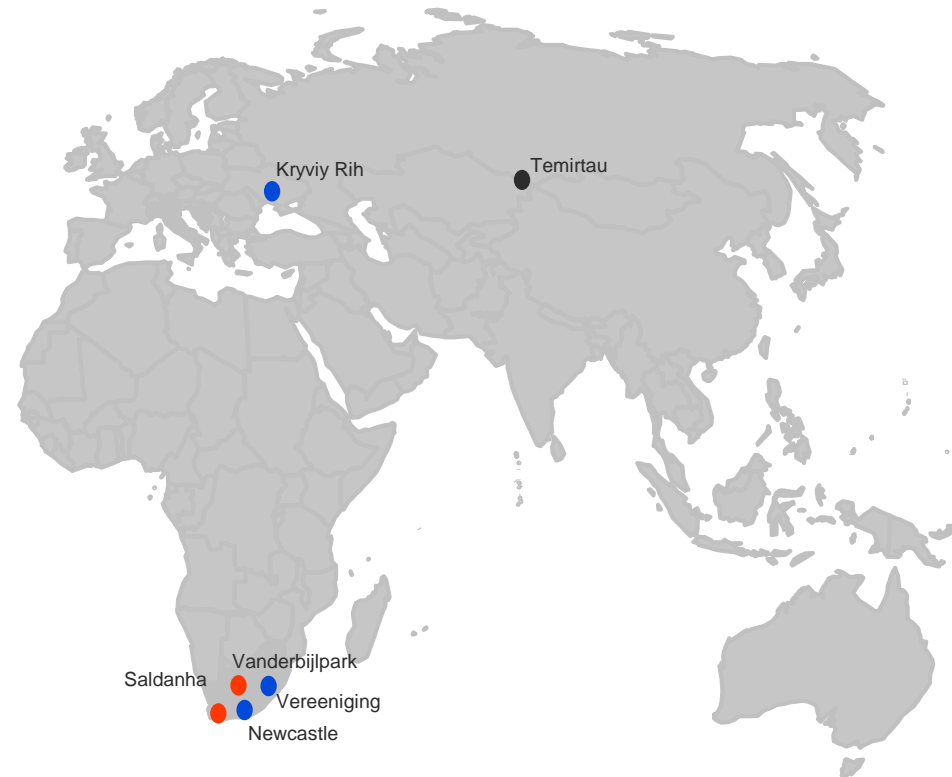 Kryviy Rih
Temirtau
Vanderbijlpark
Saldanha
Vereeniging
Newcastle